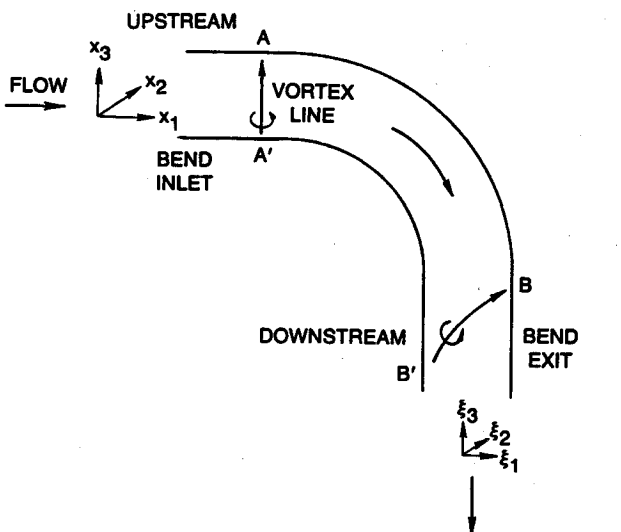 UPSTREAM
A
x3
x2
x1
FLOW
VORTEX
LINE
BEND
INLET
A'
B
DOWNSTREAM
BEND
EXIT
B'
ξ3
ξ2
ξ1